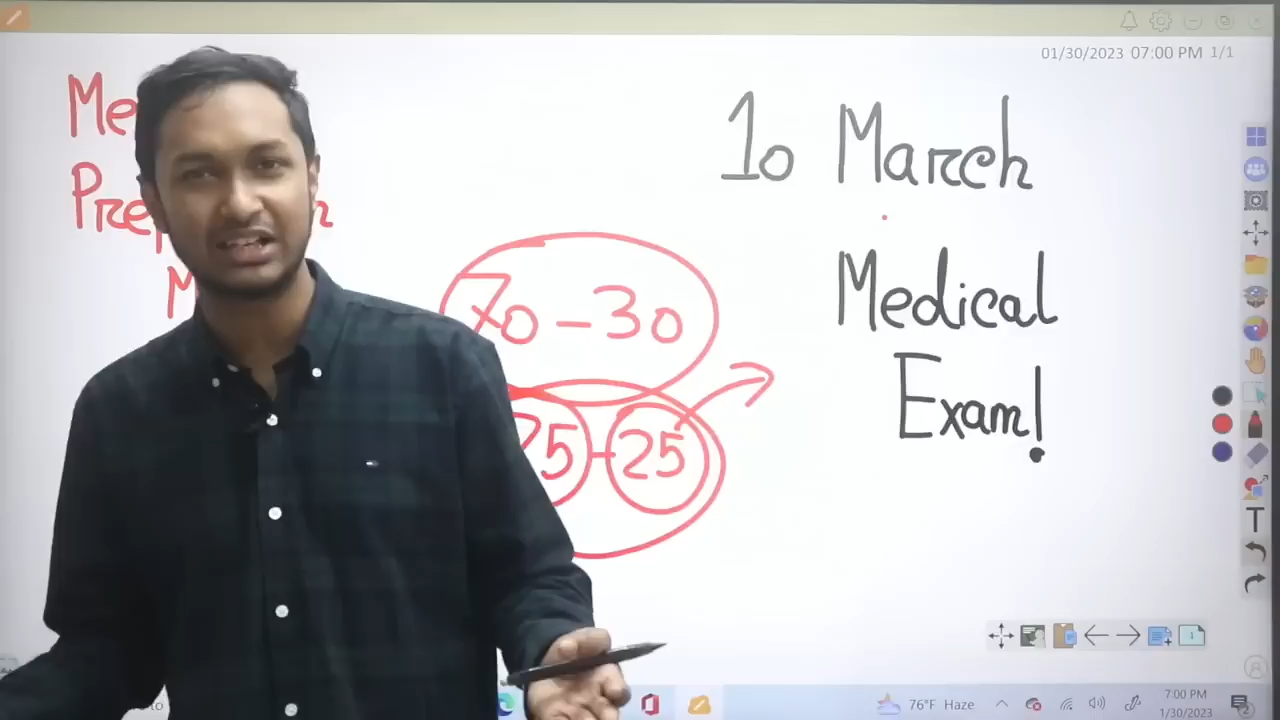 01/30/2023 07:00 PM 1/1
10 March
Medical
Exam!
70 - 30
25
T
76°F Haze
7:00 PM
1/30/2023